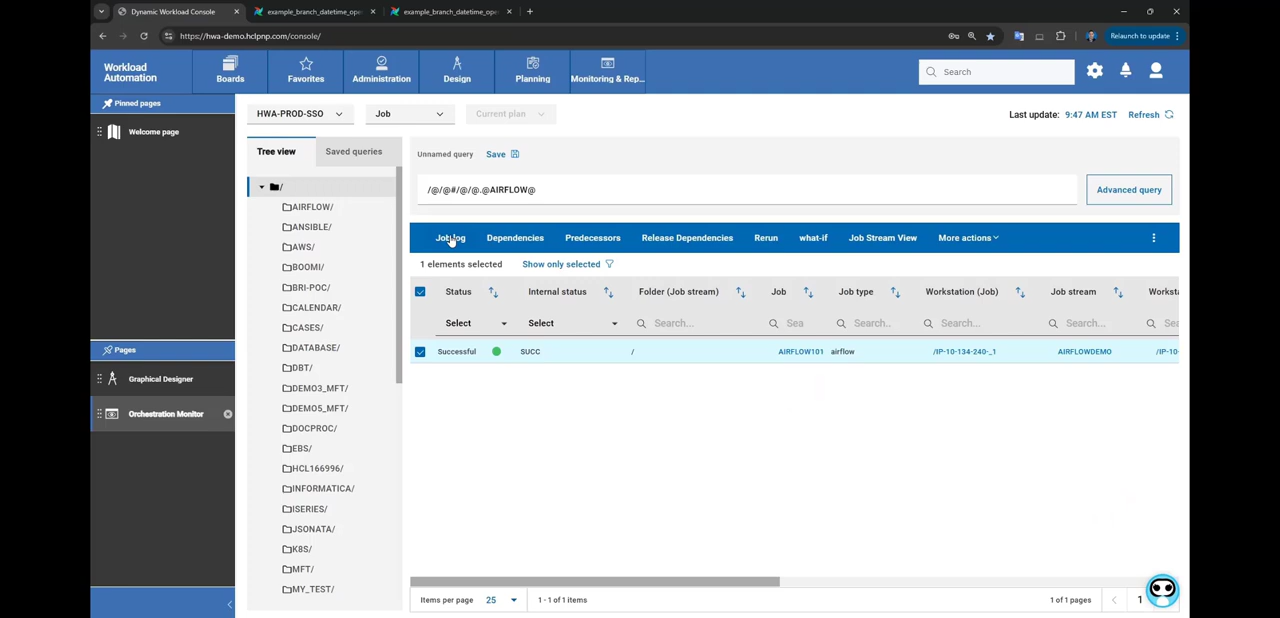 Dynamic Workload Console
example_branch_datetime_ope
example_branch_datetime_ope
https://hwa-demo.hclpnp.com/console/
Relaunch to update
Workload Automation
Boards
Favorites
Administration
Design
Planning
Monitoring & Rep...
Search
Pinned pages
Welcome page
Pages
Graphical Designer
Orchestration Monitor
HWA-PROD-SSO
Job
Current plan
Last update: 9:47 AM EST Refresh
Tree view
Saved queries
/
AIRFLOW/
ANSIBLE/
AWS/
BOOMI/
BRI-POC/
CALENDAR/
CASES/
DATABASE/
DBT/
DEMO3_MFT/
DEMO5_MFT/
DOCPROC/
EBS/
HCL166996/
INFORMATICA/
ISERIES/
JSONATA/
K8S/
MFT/
MY_TEST/
Unnamed query Save
/@/@#/@/@.@AIRFLOW@
Advanced query
Job log Dependencies Predecessors Release Dependencies Rerun what-if Job Stream View More actions
1 elements selected Show only selected
Status Internal status Folder (Job stream) Job Job type Workstation (Job) Job stream Worksta
Select Select Search... Sea Search.. Search... Search... Sea
Successful SUCC / AIRFLOW101 airflow /IP-10-134-240-_1 AIRFLOWDEMO /IP-10-
Items per page 25 1 - 1 of 1 items 1 of 1 pages 1